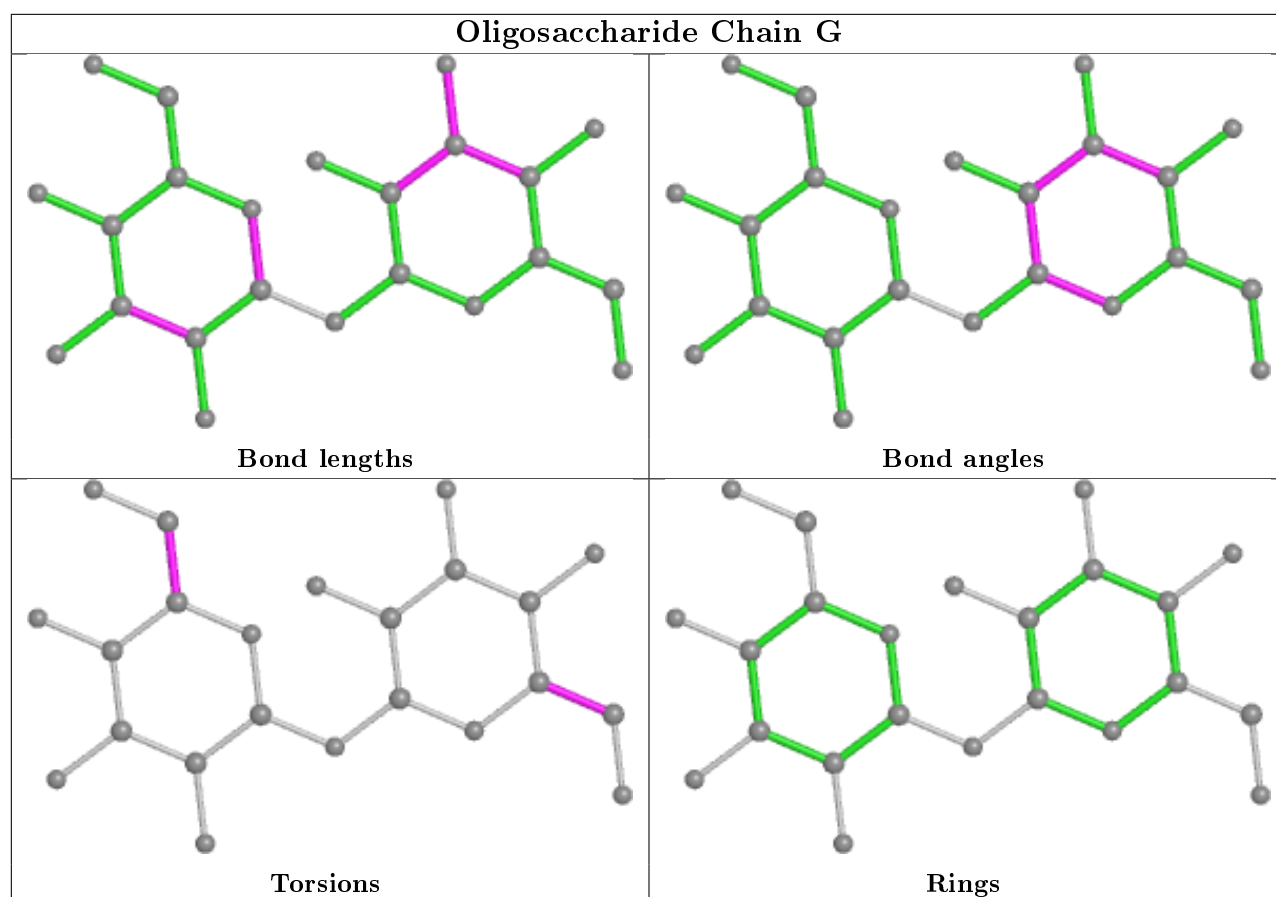 Oligosaccharide Chain G
Bond lengths
Bond angles
Torsions
Rings